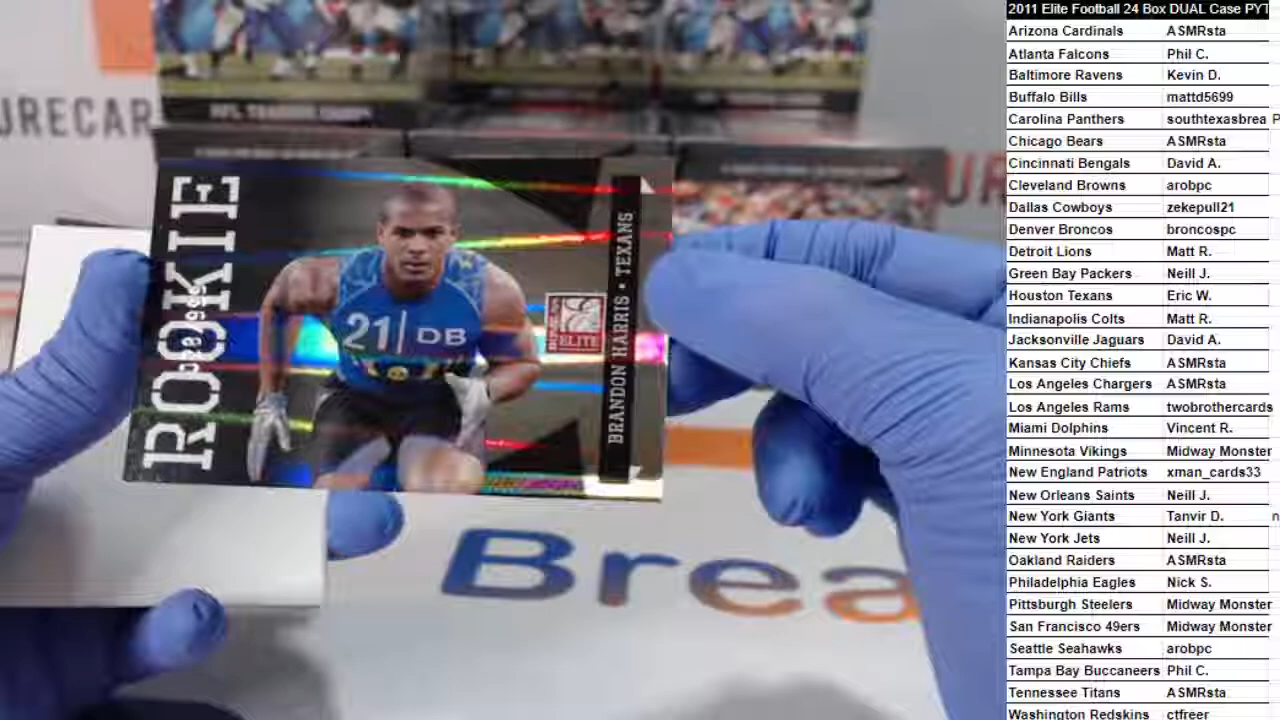 2011 Elite Football 24 Box DUAL Case PYT
Arizona Cardinals ASMRsta
Atlanta Falcons Phil C.
Baltimore Ravens Kevin D.
Buffalo Bills mattd5699
Carolina Panthers southtexasbrea P
Chicago Bears ASMRsta
Cincinnati Bengals David A.
Cleveland Browns arobpc
Dallas Cowboys zekepull21
Denver Broncos broncospc
Detroit Lions Matt R.
Green Bay Packers Neill J.
Houston Texans Eric W.
Indianapolis Colts Matt R.
Jacksonville Jaguars David A.
Kansas City Chiefs ASMRsta
Los Angeles Chargers ASMRsta
Los Angeles Rams twobrothercards
Miami Dolphins Vincent R.
Minnesota Vikings Midway Monster
New England Patriots xman_cards33
New Orleans Saints Neill J.
New York Giants Tanvir D. n
New York Jets Neill J.
Oakland Raiders ASMRsta
Philadelphia Eagles Nick S.
Pittsburgh Steelers Midway Monster
San Francisco 49ers Midway Monster
Seattle Seahawks arobpc
Tampa Bay Buccaneers Phil C.
Tennessee Titans ASMRsta
Washington Redskins ctfreer
URECAR
UR
ROOKIE
21 | DB
DONRUSS
ELITE
BRANDON HARRIS • TEXANS
Brea